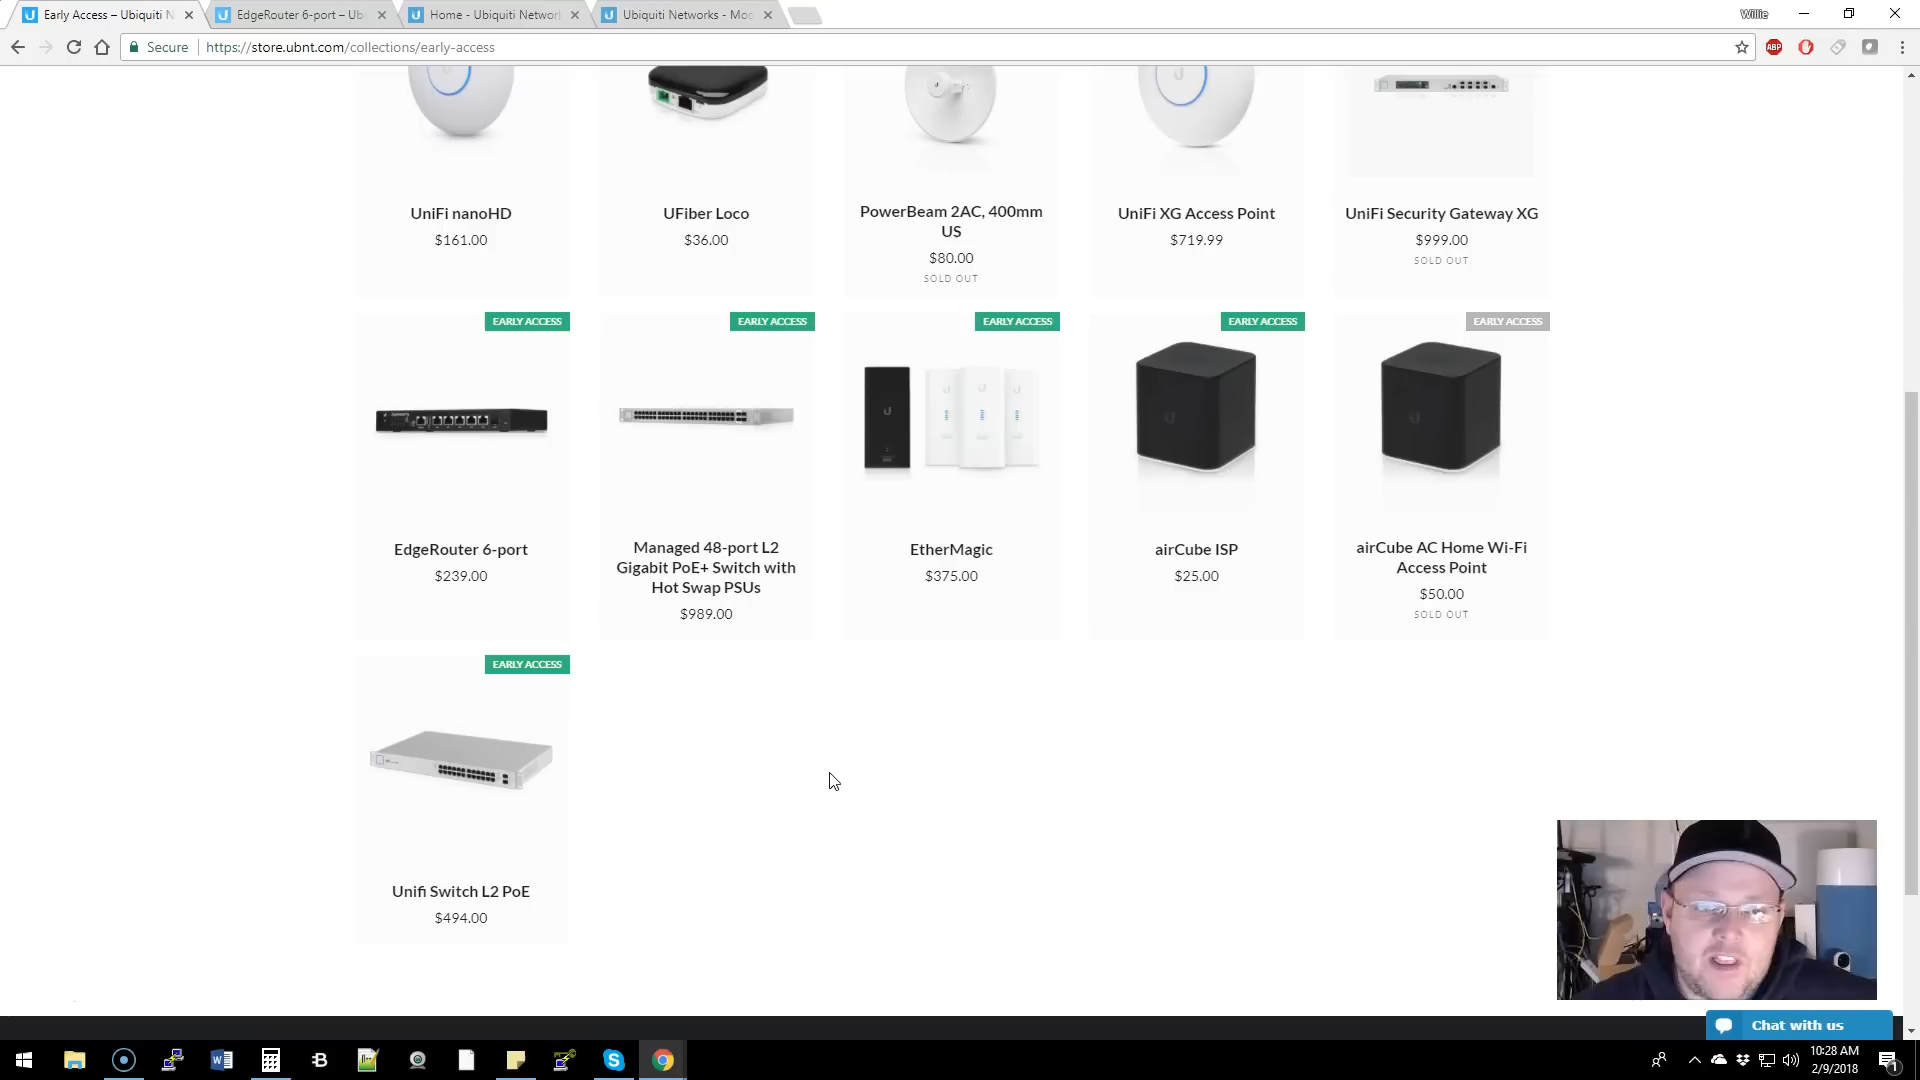 Early Access – Ubiquiti N
EdgeRouter 6-port – Ub
Home - Ubiquiti Networ
Ubiquiti Networks - Mo
Willie
Secure
https://store.ubnt.com/collections/early-access
ABP
UniFi nanoHD
$161.00
UFiber Loco
$36.00
PowerBeam 2AC, 400mm
US
$80.00
SOLD OUT
UniFi XG Access Point
$719.99
UniFi Security Gateway XG
$999.00
SOLD OUT
EARLY ACCESS
EARLY ACCESS
EARLY ACCESS
EARLY ACCESS
EARLY ACCESS
EdgeRouter 6-port
$239.00
Managed 48-port L2
Gigabit PoE+ Switch with
Hot Swap PSUs
$989.00
EtherMagic
$375.00
airCube ISP
$25.00
airCube AC Home Wi-Fi
Access Point
$50.00
SOLD OUT
EARLY ACCESS
Unifi Switch L2 PoE
$494.00
Chat with us
10:28 AM
2/9/2018
1